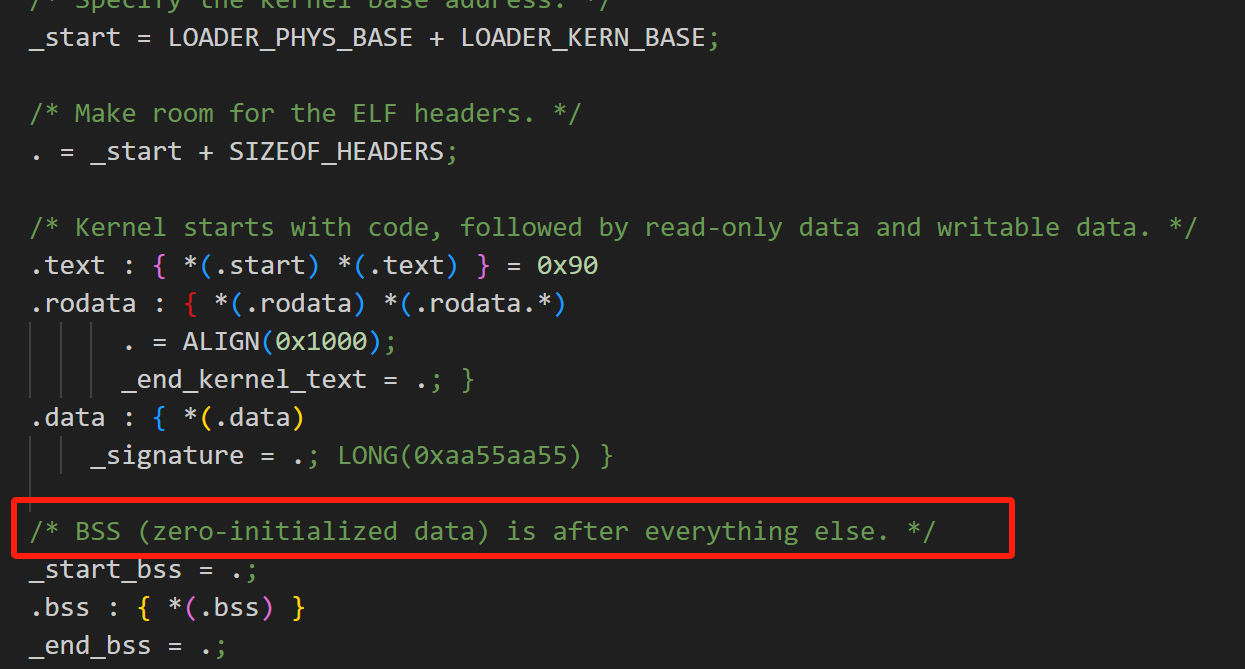 /* Specify the kernel base address. */
_start = LOADER_PHYS_BASE + LOADER_KERN_BASE;
/* Make room for the ELF headers. */
. = _start + SIZEOF_HEADERS;
/* Kernel starts with code, followed by read-only data and writable data. */
.text : { *(.start) *(.text) } = 0x90
.rodata : { *(.rodata) *(.rodata.*)
. = ALIGN(0x1000);
_end_kernel_text = .; }
.data : { *(.data)
_signature = .; LONG(0xaa55aa55) }
/* BSS (zero-initialized data) is after everything else. */
_start_bss = .;
.bss : { *(.bss) }
_end_bss = .;